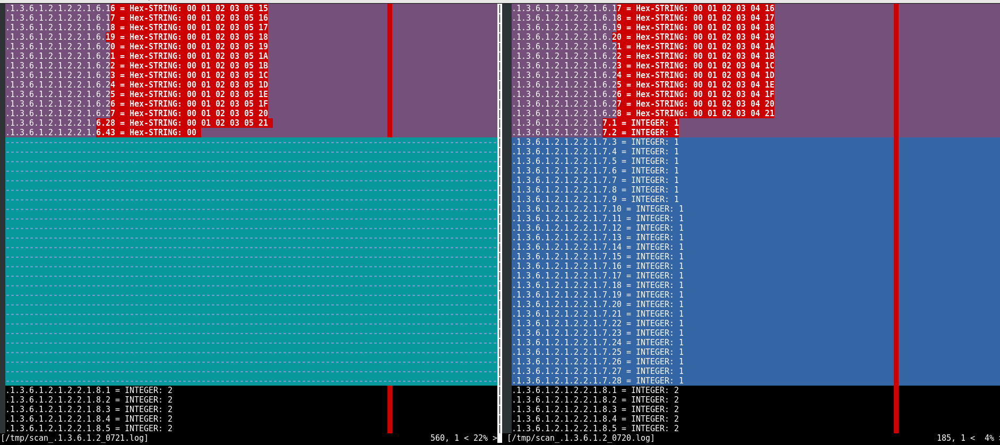 .1.3.6.1.2.1.2.2.1.6.16 = Hex-STRING: 00 01 02 03 05 15
.1.3.6.1.2.1.2.2.1.6.17 = Hex-STRING: 00 01 02 03 05 16
.1.3.6.1.2.1.2.2.1.6.18 = Hex-STRING: 00 01 02 03 05 17
.1.3.6.1.2.1.2.2.1.6.19 = Hex-STRING: 00 01 02 03 05 18
.1.3.6.1.2.1.2.2.1.6.20 = Hex-STRING: 00 01 02 03 05 19
.1.3.6.1.2.1.2.2.1.6.21 = Hex-STRING: 00 01 02 03 05 1A
.1.3.6.1.2.1.2.2.1.6.22 = Hex-STRING: 00 01 02 03 05 1B
.1.3.6.1.2.1.2.2.1.6.23 = Hex-STRING: 00 01 02 03 05 1C
.1.3.6.1.2.1.2.2.1.6.24 = Hex-STRING: 00 01 02 03 05 1D
.1.3.6.1.2.1.2.2.1.6.25 = Hex-STRING: 00 01 02 03 05 1E
.1.3.6.1.2.1.2.2.1.6.26 = Hex-STRING: 00 01 02 03 05 1F
.1.3.6.1.2.1.2.2.1.6.27 = Hex-STRING: 00 01 02 03 05 20
.1.3.6.1.2.1.2.2.1.6.28 = Hex-STRING: 00 01 02 03 05 21
.1.3.6.1.2.1.2.2.1.6.43 = Hex-STRING: 00
.1.3.6.1.2.1.2.2.1.8.1 = INTEGER: 2
.1.3.6.1.2.1.2.2.1.8.2 = INTEGER: 2
.1.3.6.1.2.1.2.2.1.8.3 = INTEGER: 2
.1.3.6.1.2.1.2.2.1.8.4 = INTEGER: 2
.1.3.6.1.2.1.2.2.1.8.5 = INTEGER: 2
[/tmp/scan_.1.3.6.1.2_0721.log] 560, 1 < 22% >
.1.3.6.1.2.1.2.2.1.6.17 = Hex-STRING: 00 01 02 03 04 16
.1.3.6.1.2.1.2.2.1.6.18 = Hex-STRING: 00 01 02 03 04 17
.1.3.6.1.2.1.2.2.1.6.19 = Hex-STRING: 00 01 02 03 04 18
.1.3.6.1.2.1.2.2.1.6.20 = Hex-STRING: 00 01 02 03 04 19
.1.3.6.1.2.1.2.2.1.6.21 = Hex-STRING: 00 01 02 03 04 1A
.1.3.6.1.2.1.2.2.1.6.22 = Hex-STRING: 00 01 02 03 04 1B
.1.3.6.1.2.1.2.2.1.6.23 = Hex-STRING: 00 01 02 03 04 1C
.1.3.6.1.2.1.2.2.1.6.24 = Hex-STRING: 00 01 02 03 04 1D
.1.3.6.1.2.1.2.2.1.6.25 = Hex-STRING: 00 01 02 03 04 1E
.1.3.6.1.2.1.2.2.1.6.26 = Hex-STRING: 00 01 02 03 04 1F
.1.3.6.1.2.1.2.2.1.6.27 = Hex-STRING: 00 01 02 03 04 20
.1.3.6.1.2.1.2.2.1.6.28 = Hex-STRING: 00 01 02 03 04 21
.1.3.6.1.2.1.2.2.1.7.1 = INTEGER: 1
.1.3.6.1.2.1.2.2.1.7.2 = INTEGER: 1
.1.3.6.1.2.1.2.2.1.7.3 = INTEGER: 1
.1.3.6.1.2.1.2.2.1.7.4 = INTEGER: 1
.1.3.6.1.2.1.2.2.1.7.5 = INTEGER: 1
.1.3.6.1.2.1.2.2.1.7.6 = INTEGER: 1
.1.3.6.1.2.1.2.2.1.7.7 = INTEGER: 1
.1.3.6.1.2.1.2.2.1.7.8 = INTEGER: 1
.1.3.6.1.2.1.2.2.1.7.9 = INTEGER: 1
.1.3.6.1.2.1.2.2.1.7.10 = INTEGER: 1
.1.3.6.1.2.1.2.2.1.7.11 = INTEGER: 1
.1.3.6.1.2.1.2.2.1.7.12 = INTEGER: 1
.1.3.6.1.2.1.2.2.1.7.13 = INTEGER: 1
.1.3.6.1.2.1.2.2.1.7.14 = INTEGER: 1
.1.3.6.1.2.1.2.2.1.7.15 = INTEGER: 1
.1.3.6.1.2.1.2.2.1.7.16 = INTEGER: 1
.1.3.6.1.2.1.2.2.1.7.17 = INTEGER: 1
.1.3.6.1.2.1.2.2.1.7.18 = INTEGER: 1
.1.3.6.1.2.1.2.2.1.7.19 = INTEGER: 1
.1.3.6.1.2.1.2.2.1.7.20 = INTEGER: 1
.1.3.6.1.2.1.2.2.1.7.21 = INTEGER: 1
.1.3.6.1.2.1.2.2.1.7.22 = INTEGER: 1
.1.3.6.1.2.1.2.2.1.7.23 = INTEGER: 1
.1.3.6.1.2.1.2.2.1.7.24 = INTEGER: 1
.1.3.6.1.2.1.2.2.1.7.25 = INTEGER: 1
.1.3.6.1.2.1.2.2.1.7.26 = INTEGER: 1
.1.3.6.1.2.1.2.2.1.7.27 = INTEGER: 1
.1.3.6.1.2.1.2.2.1.7.28 = INTEGER: 1
.1.3.6.1.2.1.2.2.1.8.1 = INTEGER: 2
.1.3.6.1.2.1.2.2.1.8.2 = INTEGER: 2
.1.3.6.1.2.1.2.2.1.8.3 = INTEGER: 2
.1.3.6.1.2.1.2.2.1.8.4 = INTEGER: 2
.1.3.6.1.2.1.2.2.1.8.5 = INTEGER: 2
[/tmp/scan_.1.3.6.1.2_0720.log] 185, 1 < 4% >